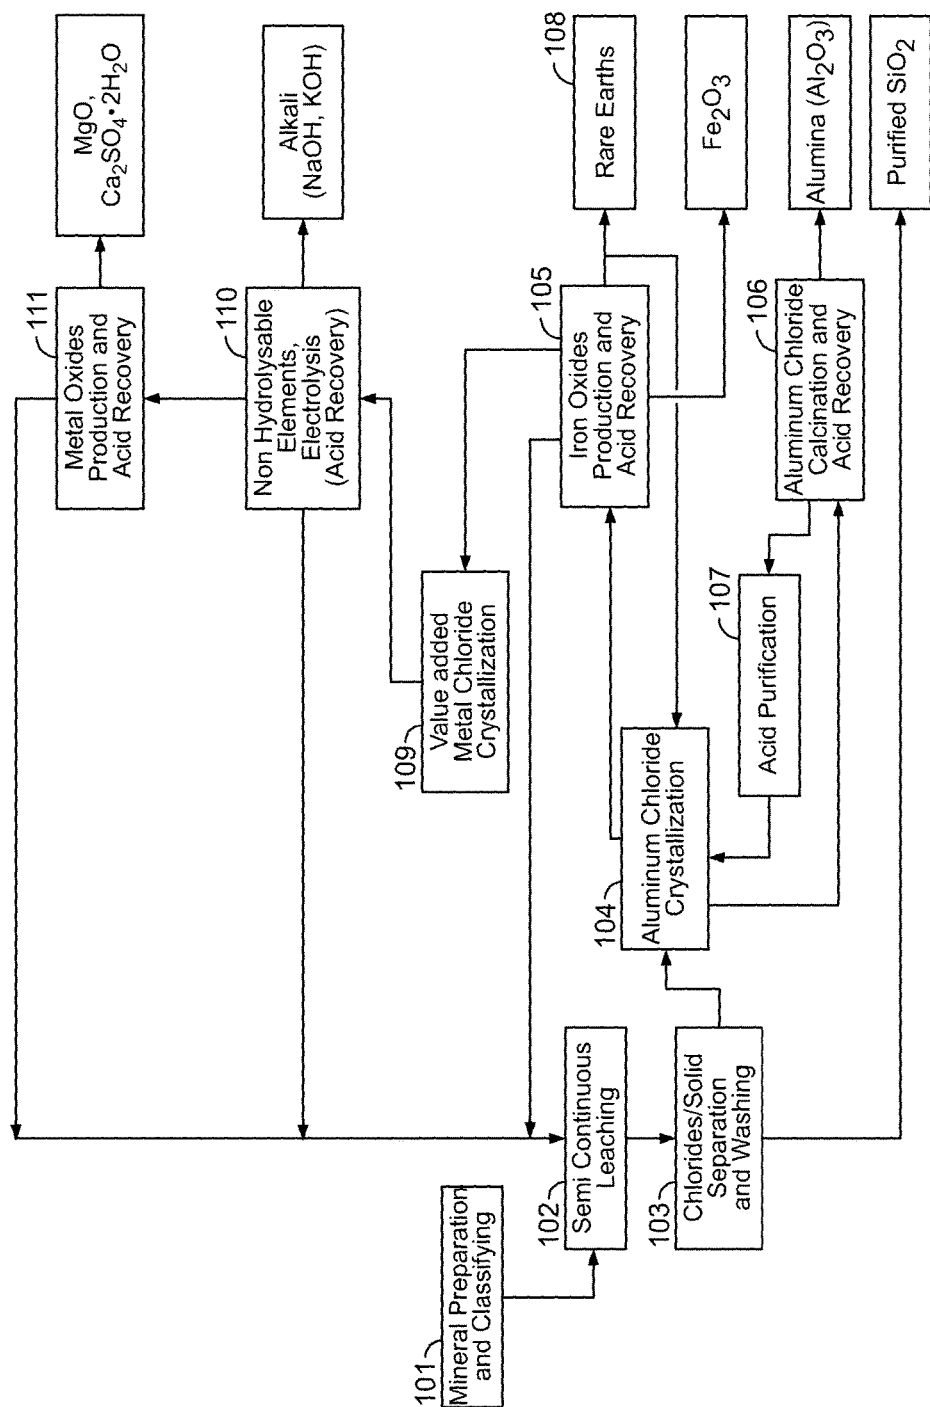 101
Mineral Preparation
and Classifying
102
Semi Continuous
Leaching
103
Chlorides/Solid
Separation
and Washing
104
Aluminum Chloride
Crystallization
105
Iron Oxides
Production and
Acid Recovery
106
Aluminum Chloride
Calcination and
Acid Recovery
107
Acid Purification
108
Rare Earths
Fe₂O₃
Alumina (Al₂O₃)
Purified SiO₂
109
Value added
Metal Chloride
Crystallization
110
Non Hydrolysable
Elements,
Electrolysis
(Acid Recovery)
Alkali
(NaOH, KOH)
111
Metal Oxides
Production and
Acid Recovery
MgO,
Ca₂SO₄•2H₂O